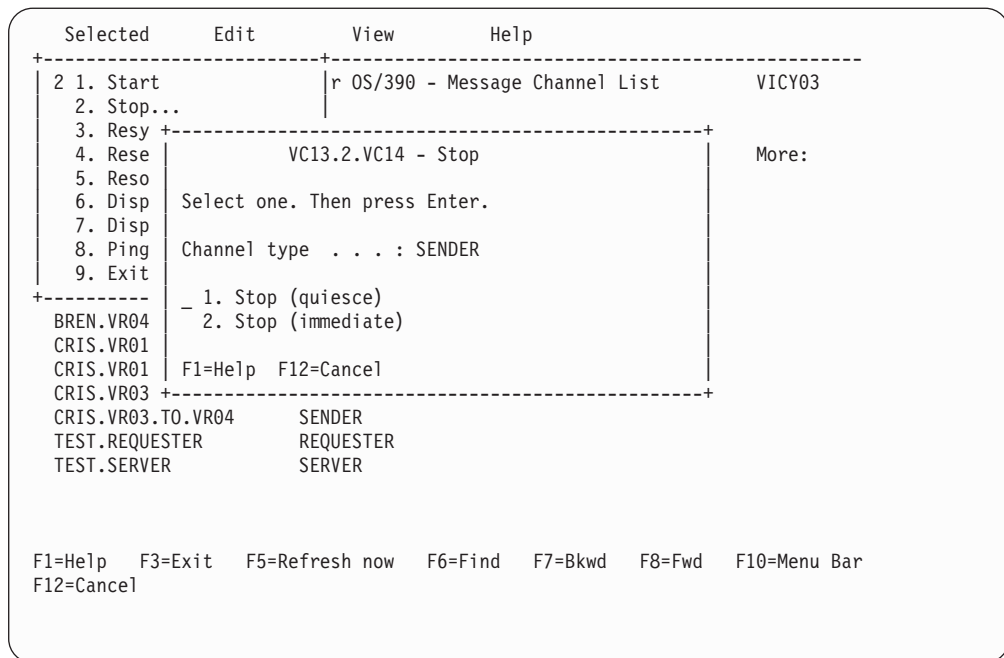 Selected Edit View Help
2 1. Start r OS/390 - Message Channel List VICY03
2. Stop...
3. Resy
4. Rese VC13.2.VC14 - Stop More:
5. Reso
6. Disp Select one. Then press Enter.
7. Disp
8. Ping Channel type . . . : SENDER
9. Exit
_ 1. Stop (quiesce)
BREN.VR04 2. Stop (immediate)
CRIS.VR01
CRIS.VR01 F1=Help F12=Cancel
CRIS.VR03
CRIS.VR03.TO.VR04 SENDER
TEST.REQUESTER REQUESTER
TEST.SERVER SERVER
F1=Help F3=Exit F5=Refresh now F6=Find F7=Bkwd F8=Fwd F10=Menu Bar
F12=Cancel